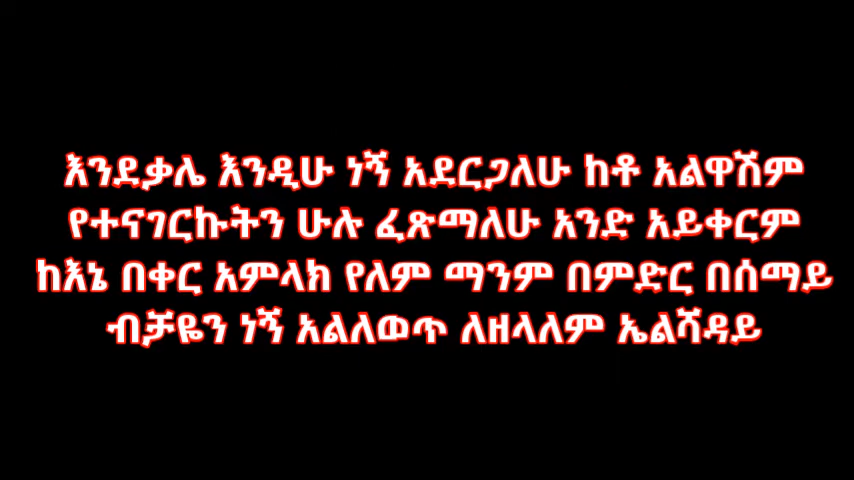 እንደቃሌ እንዲሁ ነኝ አደርጋለሁ ከቶ አልዋሽም
የተናገርኩትን ሁሉ ፈጽማለሁ አንድ አይቀርም
ከእኔ በቀር አምላክ የለም ማንም በምድር በሰማይ
ብቻዬን ነኝ አልለወጥ ለዘላለም ኤልሻዳይ